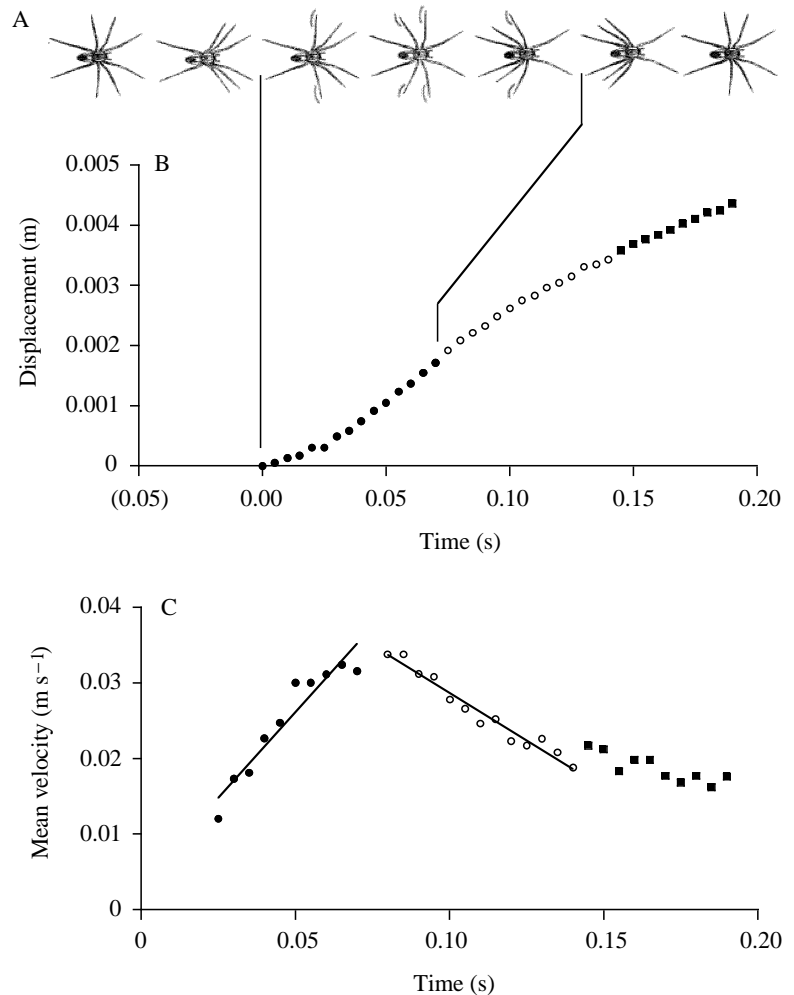 A
B
0.005
0.004
0.003
0.002
0.001
0
Displacement (m)
(0.05) 0.00 0.05 0.10 0.15 0.20
Time (s)
C
0.04
0.03
0.02
0.01
0
Mean velocity (m s−1)
0 0.05 0.10 0.15 0.20
Time (s)